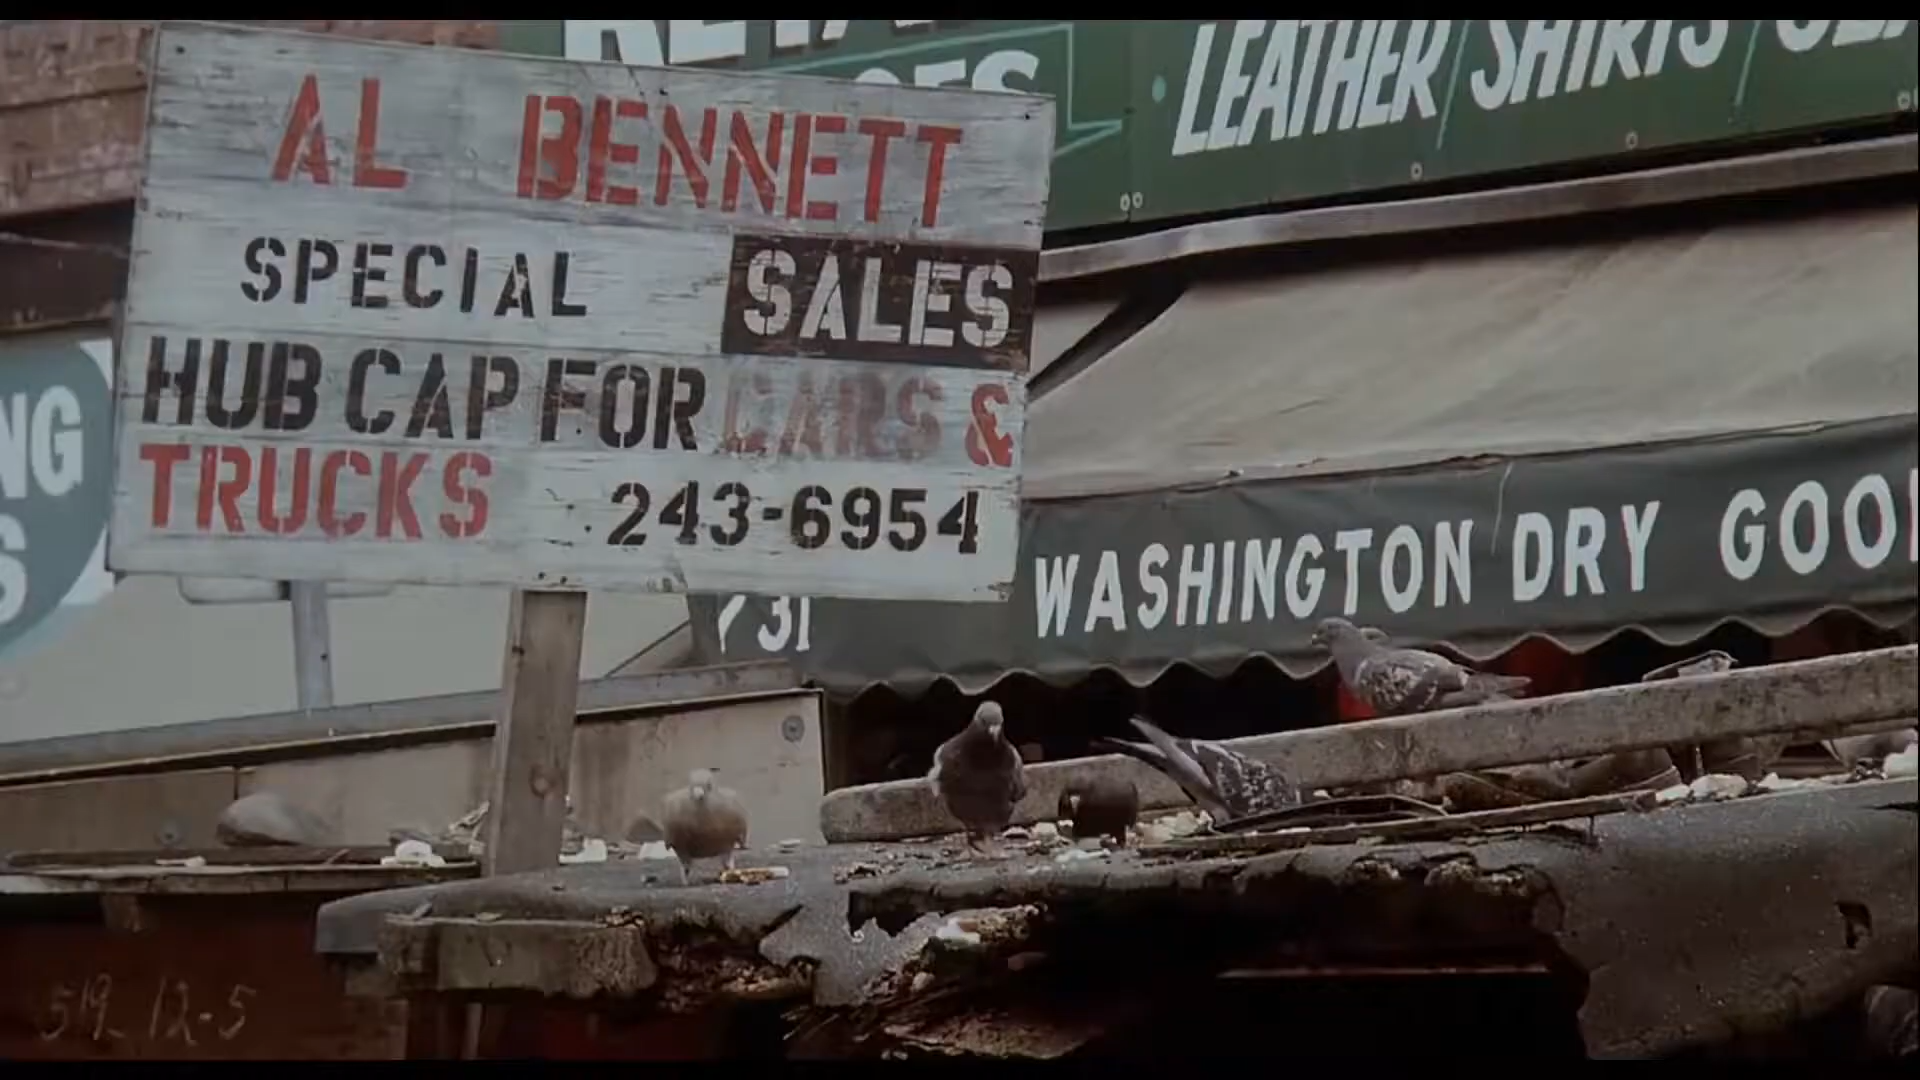 AL BENNETT
SPECIAL SALES
HUB CAP FOR CARS &
TRUCKS 243-6954
LEATHER/SHIRTS/
NG
S
731
WASHINGTON DRY GOO
519-12-5